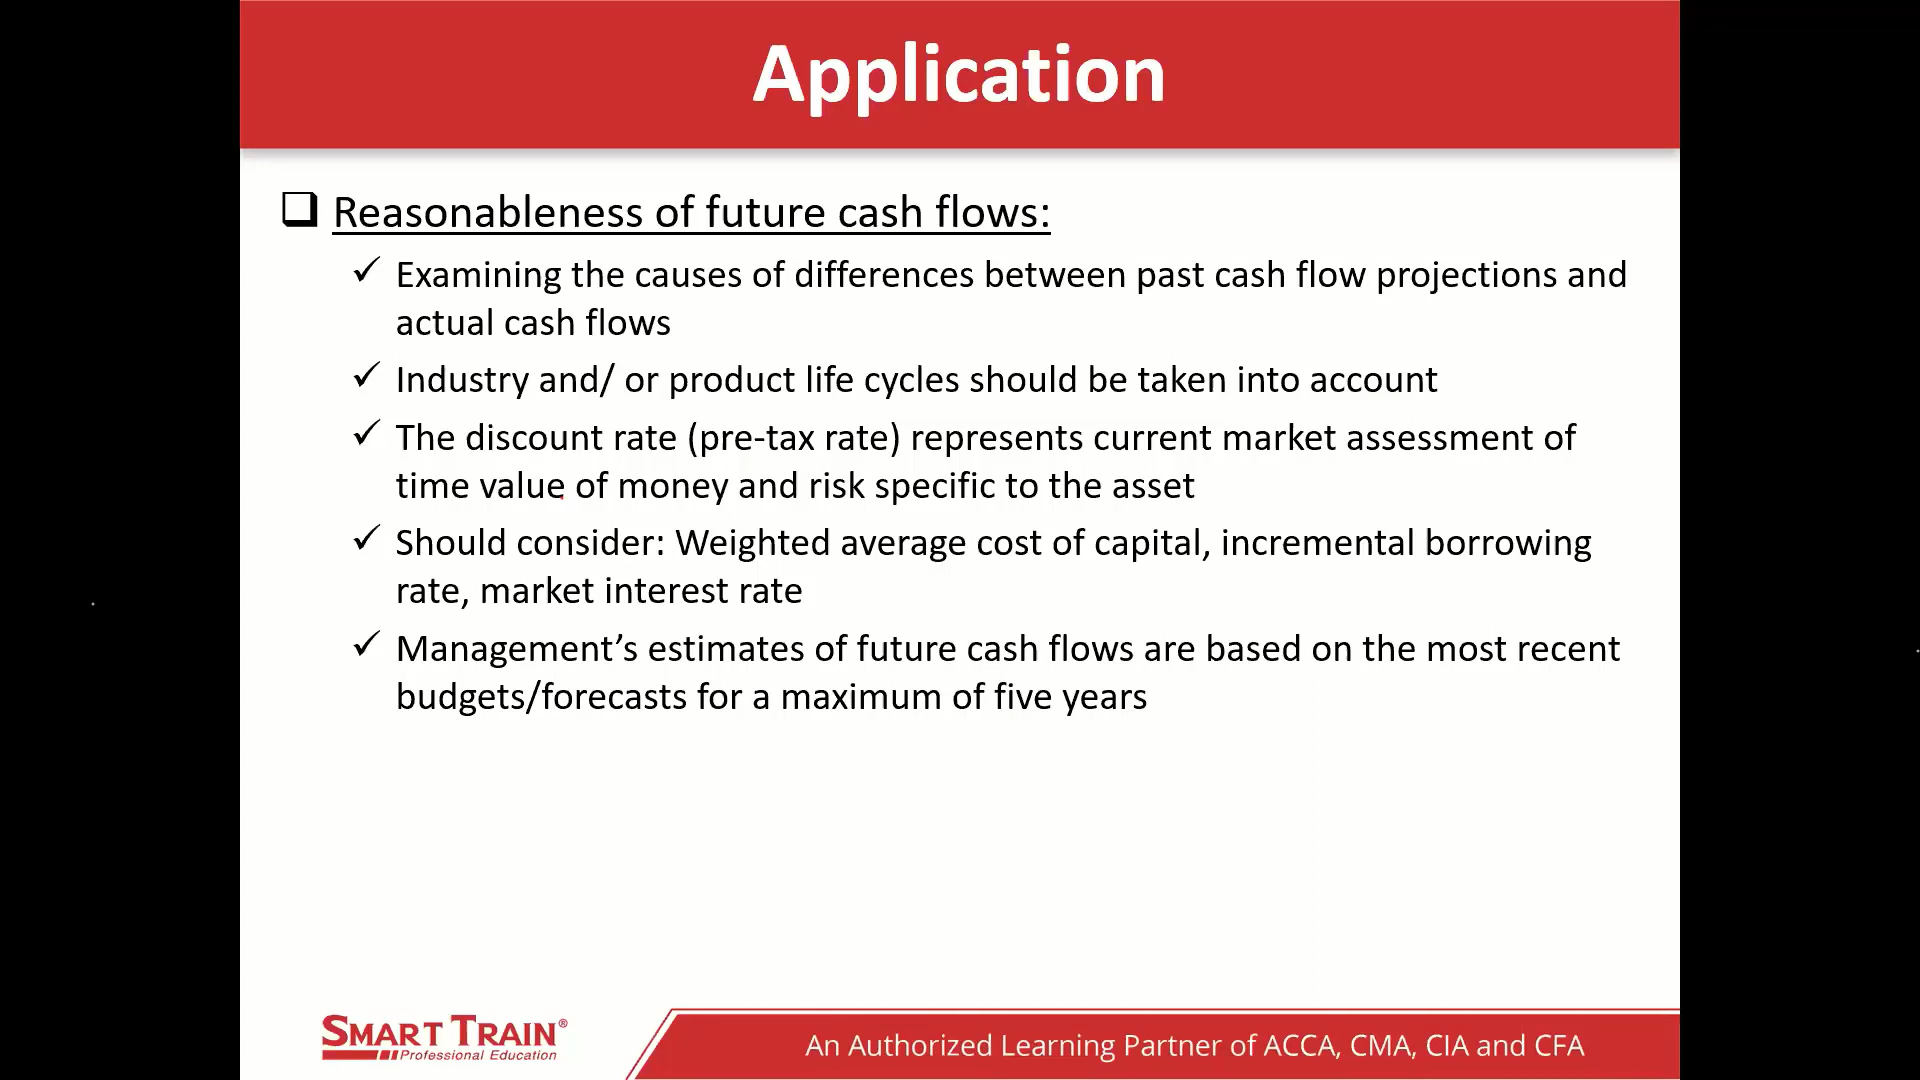 Application
Reasonableness of future cash flows:
Examining the causes of differences between past cash flow projections and
actual cash flows
Industry and/ or product life cycles should be taken into account
The discount rate (pre-tax rate) represents current market assessment of
time value of money and risk specific to the asset
Should consider: Weighted average cost of capital, incremental borrowing
rate, market interest rate
Management’s estimates of future cash flows are based on the most recent
budgets/forecasts for a maximum of five years
SMART TRAIN®
Professional Education
An Authorized Learning Partner of ACCA, CMA, CIA and CFA